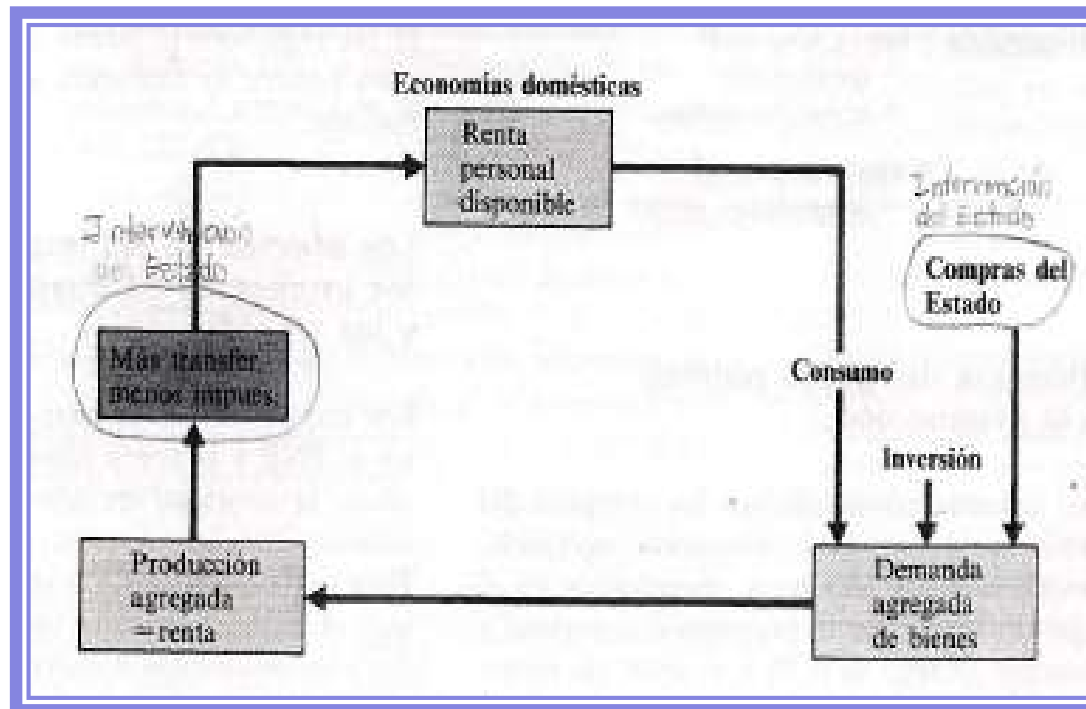 Economías domésticas
Renta
personal
disponible
Intervención
del Estado
Compras del
Estado
Intervención
del Estado
Más transfer.
menos impues.
Consumo
Inversión
Producción
agregada
=renta
Demanda
agregada
de bienes